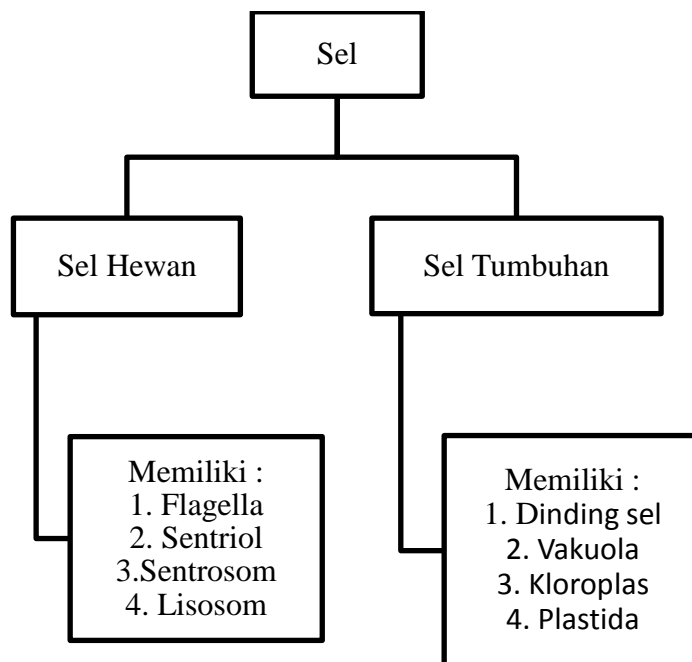 Sel
Sel Hewan
Sel Tumbuhan
Memiliki :
1. Flagella
2. Sentriol
3.Sentrosom
4. Lisosom
Memiliki :
1. Dinding sel
2. Vakuola
3. Kloroplas
4. Plastida